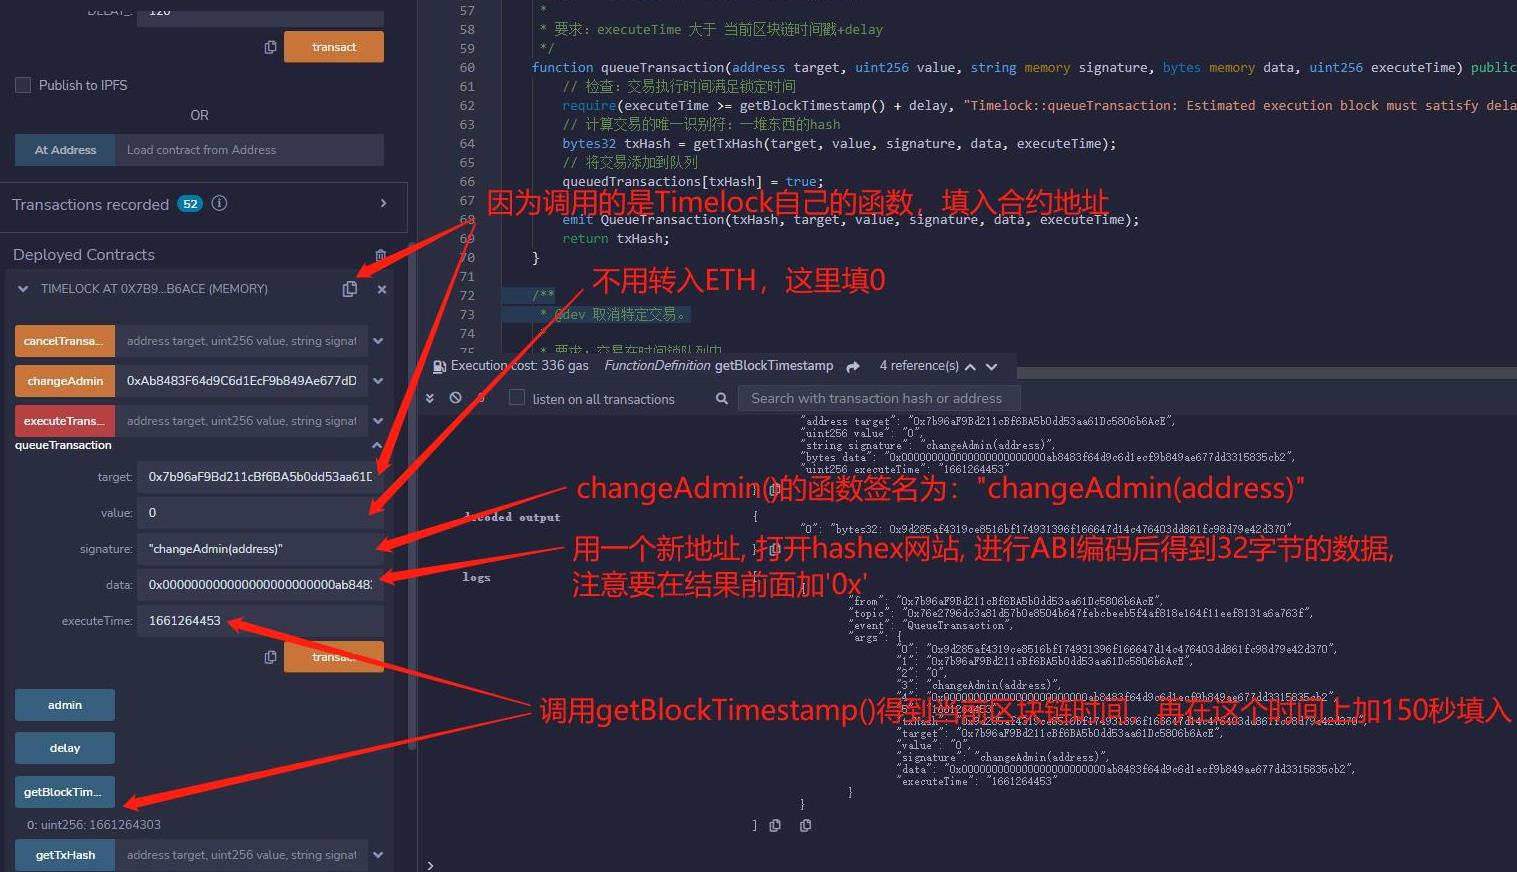 DELAY_: 120
transact
Publish to IPFS
OR
At Address
Load contract from Address
Transactions recorded 52
Deployed Contracts
TIMELOCK AT 0X7B9...B6ACE (MEMORY)
cancelTransa...
address target, uint256 value, string signat
changeAdmin
0xAb8483F64d9C6d1EcF9b849Ae677dD
executeTrans...
address target, uint256 value, string signat
queueTransaction
target: 0x7b96aF9Bd211cBf6BA5b0dd53aa61D
value: 0
signature: "changeAdmin(address)"
data: 0x000000000000000000000000ab848
executeTime: 1661264453
transact
admin
delay
getBlockTim...
0: uint256: 1661264303
getTxHash
address target, uint256 value, string signat
57 *
58 * 要求：executeTime 大于 当前区块链时间戳+delay
59 */
60 function queueTransaction(address target, uint256 value, string memory signature, bytes memory data, uint256 executeTime) public
61 // 检查：交易执行时间满足锁定时间
62 require(executeTime >= getBlockTimestamp() + delay, "Timelock::queueTransaction: Estimated execution block must satisfy dela
63 // 计算交易的唯一识别符：一堆东西的hash
64 bytes32 txHash = getTxHash(target, value, signature, data, executeTime);
65 // 将交易添加到队列
66 queuedTransactions[txHash] = true;
67
因为调用的是Timelock自己的函数，填入合约地址
68 emit QueueTransaction(txHash, target, value, signature, data, executeTime);
69 return txHash;
70 }
71
不用转入ETH，这里填0
72 /**
73 * @dev 取消特定交易。
74 *
75 * 要求：交易在时间锁队列中
Execution cost: 336 gas FunctionDefinition getBlockTimestamp 4 reference(s)
0 listen on all transactions
Search with transaction hash or address
"address target": "0x7b96aF9Bd211cBf6BA5b0dd53aa61Dc5806b6AcE",
"uint256 value": "0",
"string signature": "changeAdmin(address)",
"bytes data": "0x000000000000000000000000ab8483f64d9c6d1ecf9b849ae677dd3315835cb2",
"uint256 executeTime": "1661264453"
}
changeAdmin()的函数签名为："changeAdmin(address)"
decoded output
{
"0": "bytes32: 0x9d285af4319ce8516bf174931396f166647d14c476403dd861fc98d79e42d370"
}
用一个新地址, 打开hashex网站, 进行ABI编码后得到32字节的数据,
注意要在结果前面加'0x'
logs
[
{
"from": "0x7b96aF9Bd211cBf6BA5b0dd53aa61Dc5806b6AcE",
"topic": "0x76e2796dc3a81d57b0e8504b647febcbeeb5f4af818e164f11eef8131a6a763f",
"event": "QueueTransaction",
"args": {
"0": "0x9d285af4319ce8516bf174931396f166647d14c476403dd861fc98d79e42d370",
"1": "0x7b96aF9Bd211cBf6BA5b0dd53aa61Dc5806b6AcE",
"2": "0",
"3": "changeAdmin(address)",
"4": "0x000000000000000000000000ab8483f64d9c6d1ecf9b849ae677dd3315835cb2",
"5": "1661264453",
调用getBlockTimestamp()得到当前区块链时间，再在这个时间上加150秒填入
"txHash": "0x9d285af4319ce8516bf174931396f166647d14c476403dd861fc98d79e42d370",
"target": "0x7b96aF9Bd211cBf6BA5b0dd53aa61Dc5806b6AcE",
"value": "0",
"signature": "changeAdmin(address)",
"data": "0x000000000000000000000000ab8483f64d9c6d1ecf9b849ae677dd3315835cb2",
"executeTime": "1661264453"
}
}
]
>